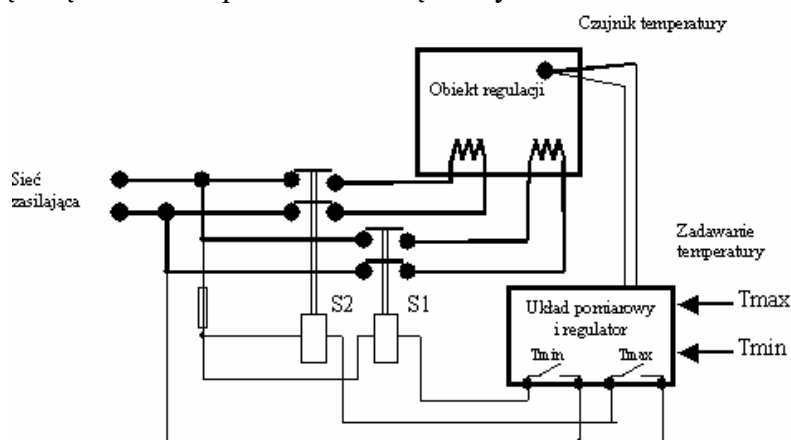 Czujnik temperatury
Obiekt regulacji
Sieć
zasilająca
Zadawanie
temperatury
S2
S1
Układ pomiarowy
i regulator
Tmax
Tmin
Tmin
Tmax